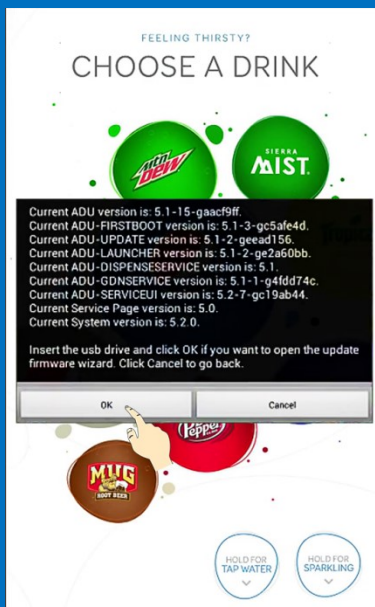 FEELING THIRSTY?
CHOOSE A DRINK
mtn
DEW
SIERRA
MIST
Current ADU version is: 5.1-15-gaacf9ff.
Current ADU-FIRSTBOOT version is: 5.1-3-gc5afe4d.
Current ADU-UPDATE version is: 5.1-2-geead156.
Current ADU-LAUNCHER version is: 5.1-2-ge2a60bb.
Current ADU-DISPENSESERVICE version is: 5.1.
Current ADU-GDNSERVICE version is: 5.1-1-g4fdd74c.
Current ADU-SERVICEUI version is: 5.2-7-gc19ab44.
Current Service Page version is: 5.0.
Current System version is: 5.2.0.
Insert the usb drive and click OK if you want to open the update
firmware wizard. Click Cancel to go back.
OK
Cancel
Pepper
MUG
ROOT BEER
HOLD FOR
TAP WATER
HOLD FOR
SPARKLING